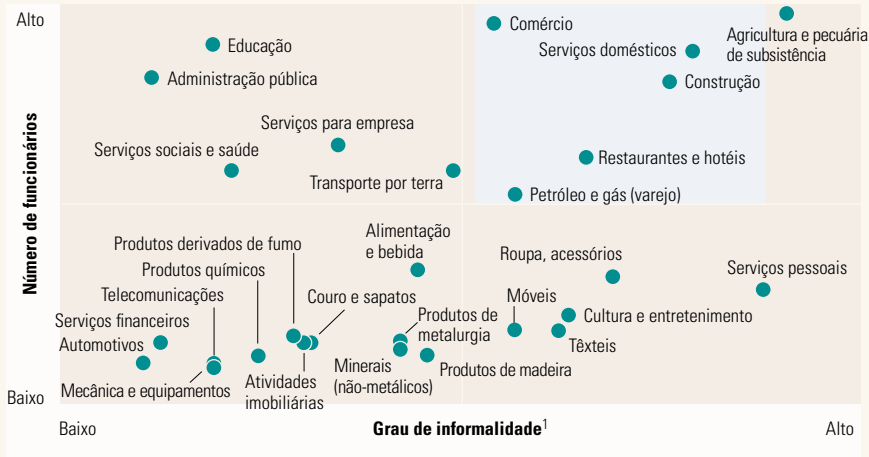 Alto
Número de funcionários
Baixo
Educação
Administração pública
Serviços para empresa
Serviços sociais e saúde
Transporte por terra
Comércio
Serviços domésticos
Agricultura e pecuária
de subsistência
Construção
Restaurantes e hotéis
Petróleo e gás (varejo)
Produtos derivados de fumo
Produtos químicos
Telecomunicações
Serviços financeiros
Automotivos
Mecânica e equipamentos
Alimentação
e bebida
Couro e sapatos
Atividades
imobiliárias
Produtos de
metalurgia
Minerais
(não-metálicos)
Produtos de madeira
Roupa, acessórios
Móveis
Cultura e entretenimento
Têxteis
Serviços pessoais
Baixo
Grau de informalidade¹
Alto